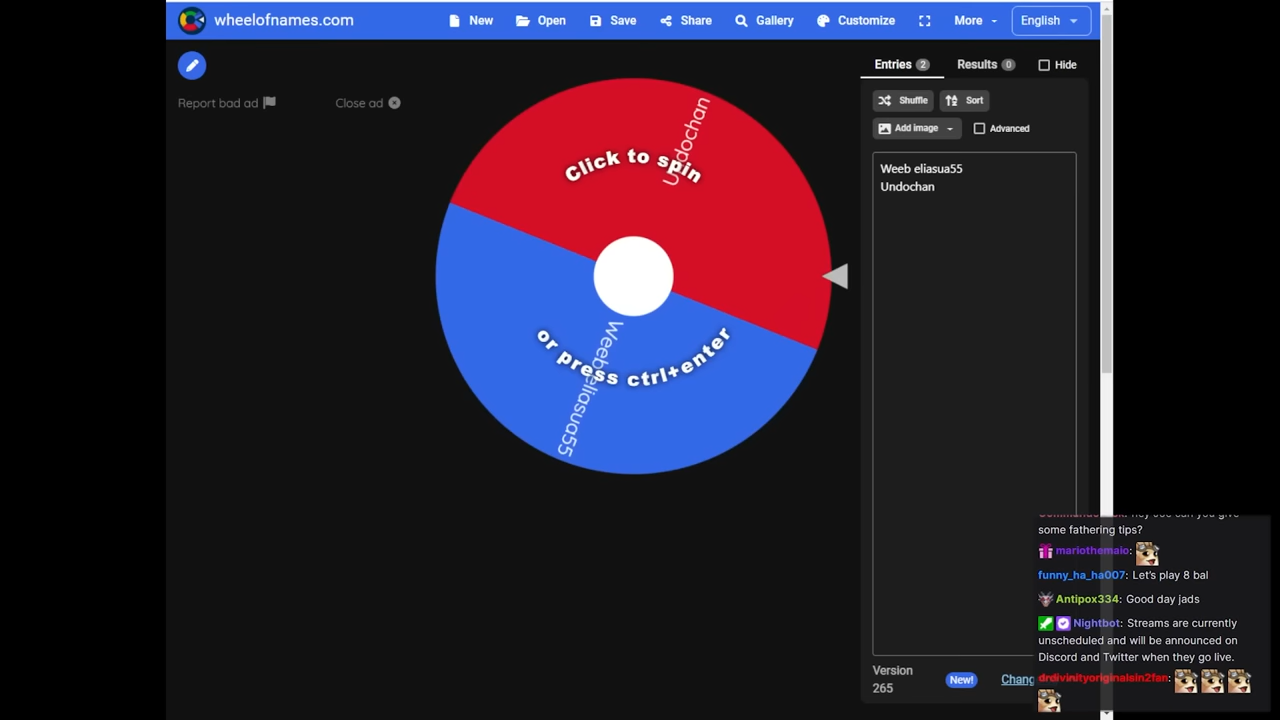 wheelofnames.com
New
Open
Save
Share
Gallery
Customize
More
English
Report bad ad
Close ad
Entries 2
Results 0
Hide
Shuffle
Sort
Add image
Advanced
Weeb eliasua55
Undochan
Undochan
Click to spin
or press ctrl+enter
Weeb eliasua55
Version 265
New!
Chang
some fathering tips?
mariothemaio:
funny_ha_ha007: Let's play 8 bal
Antipox334: Good day jads
Nightbot: Streams are currently
unscheduled and will be announced on
Discord and Twitter when they go live.
drdivinityoriginalsin2fan: